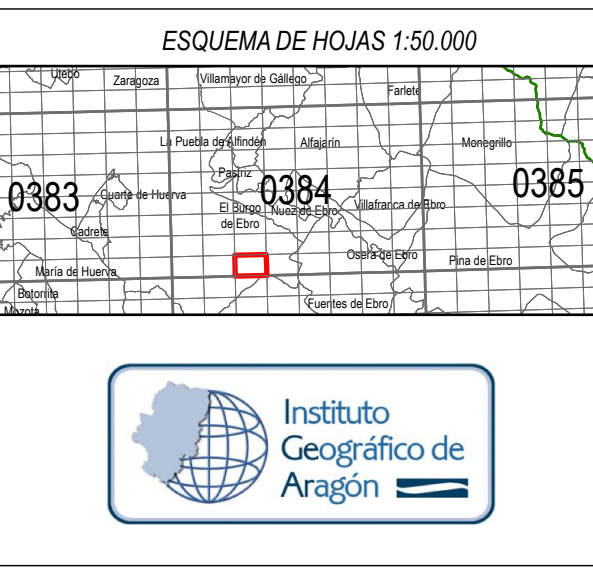 ESQUEMA DE HOJAS 1:50.000
Utebo
Zaragoza
Villamayor de Gállego
Farlete
La Puebla de Alfindén
Alfajarín
Monegrillo
Pastriz
0383
Cuarte de Huerva
0384
0385
El Burgo
de Ebro
Nuez de Ebro
Villafranca de Ebro
Cadrete
María de Huerva
Osera de Ebro
Pina de Ebro
Botorrita
Mozota
Fuentes de Ebro
Instituto
Geográfico de
Aragón